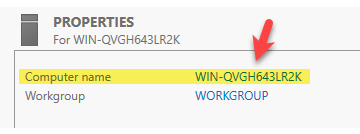 PROPERTIES
For WIN-QVGH643LR2K
Computer name WIN-QVGH643LR2K
Workgroup WORKGROUP